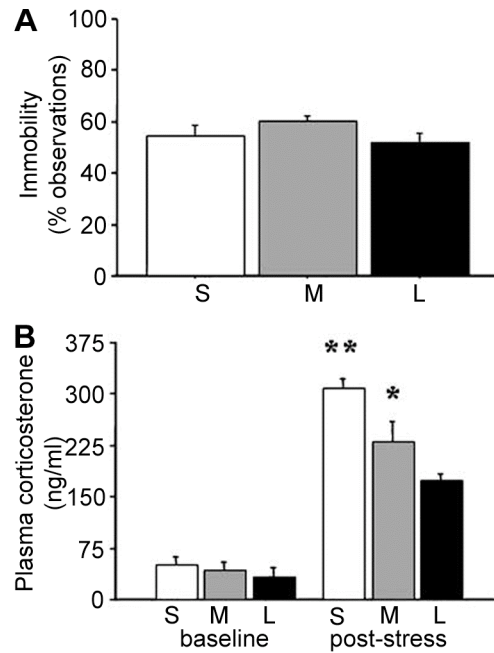 A
Immobility
(% observations)
100
80
60
40
20
0
S M L
B
Plasma corticosterone
(ng/ml)
375
300
225
150
75
0
** *
S M L S M L
baseline post-stress